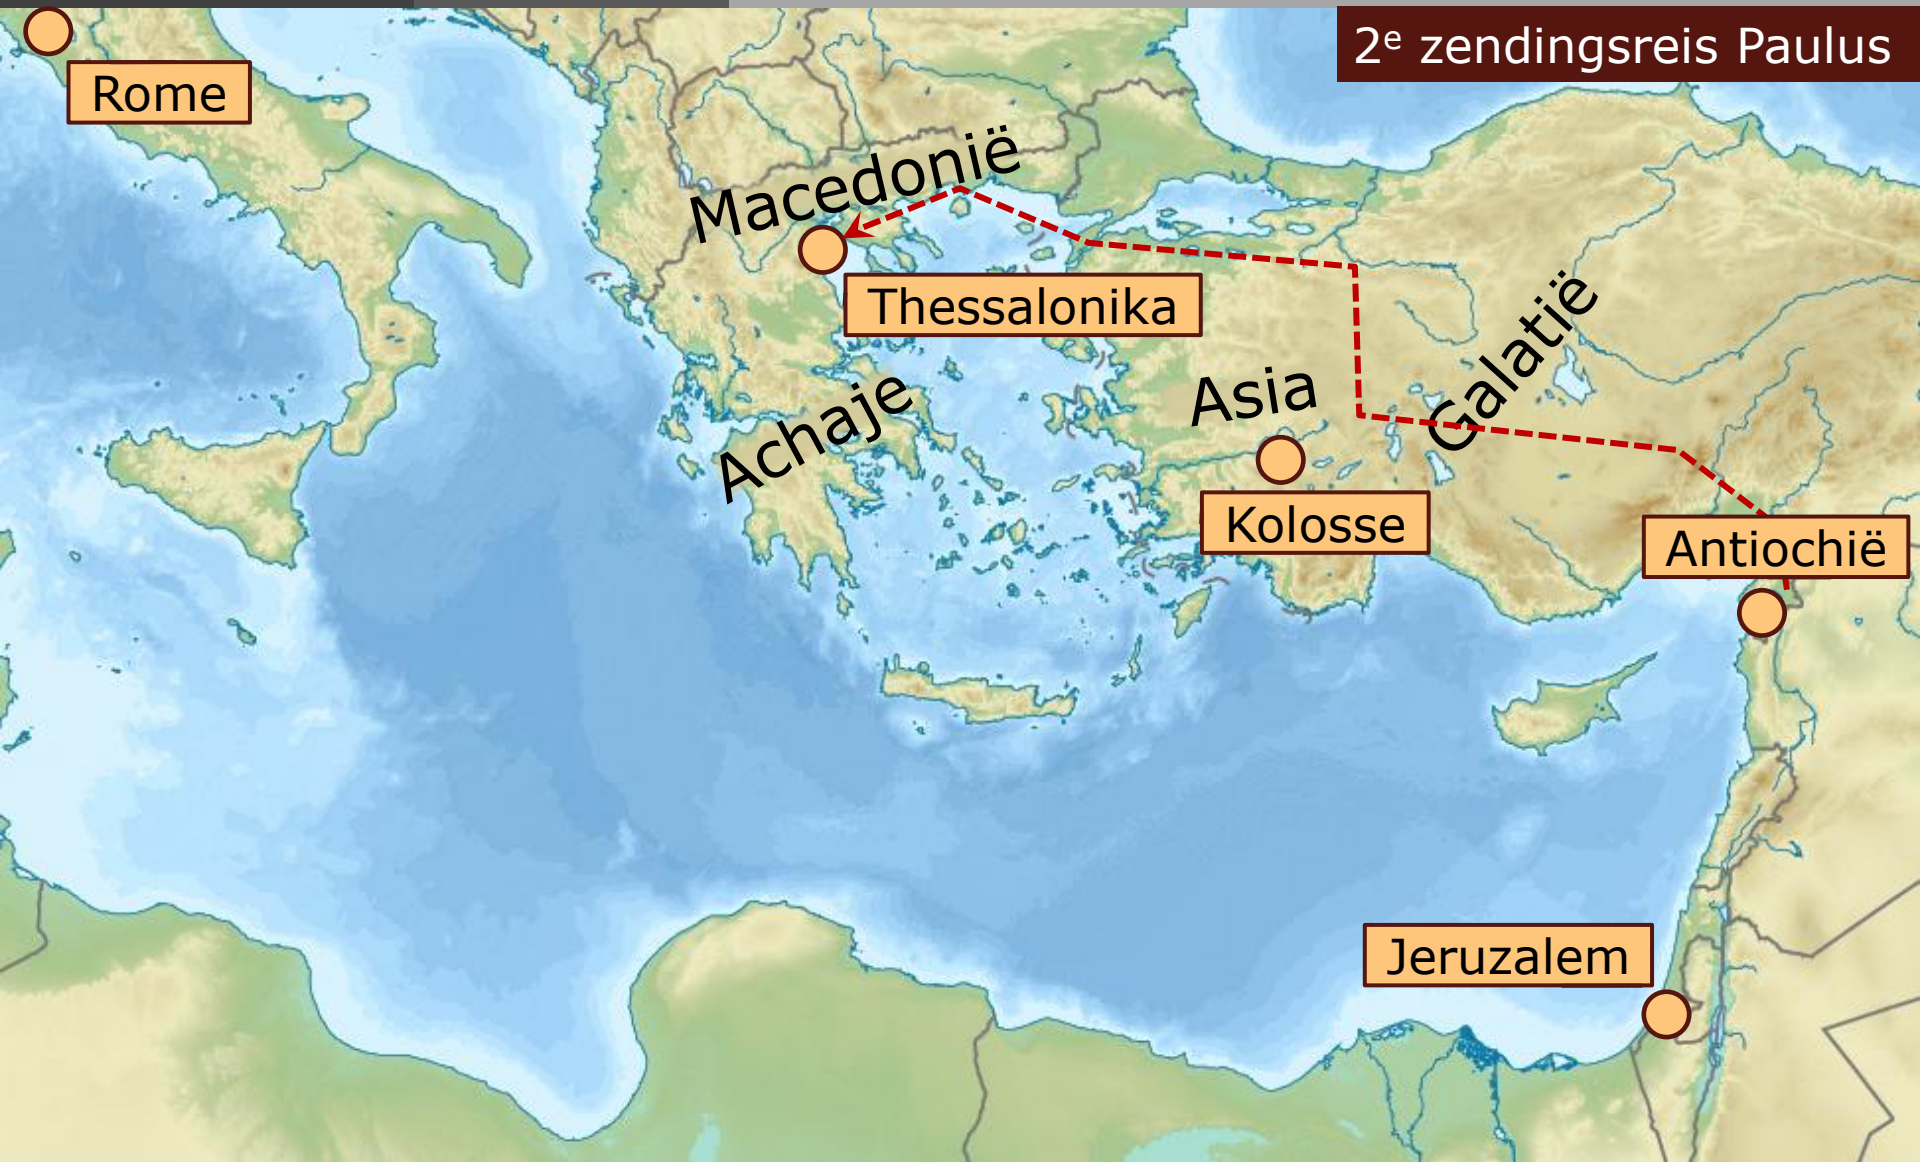 2e zendingsreis Paulus
Rome
Macedonië
Thessalonika
Galatië
Asia
Achaje
Kolosse
Antiochië
Jeruzalem